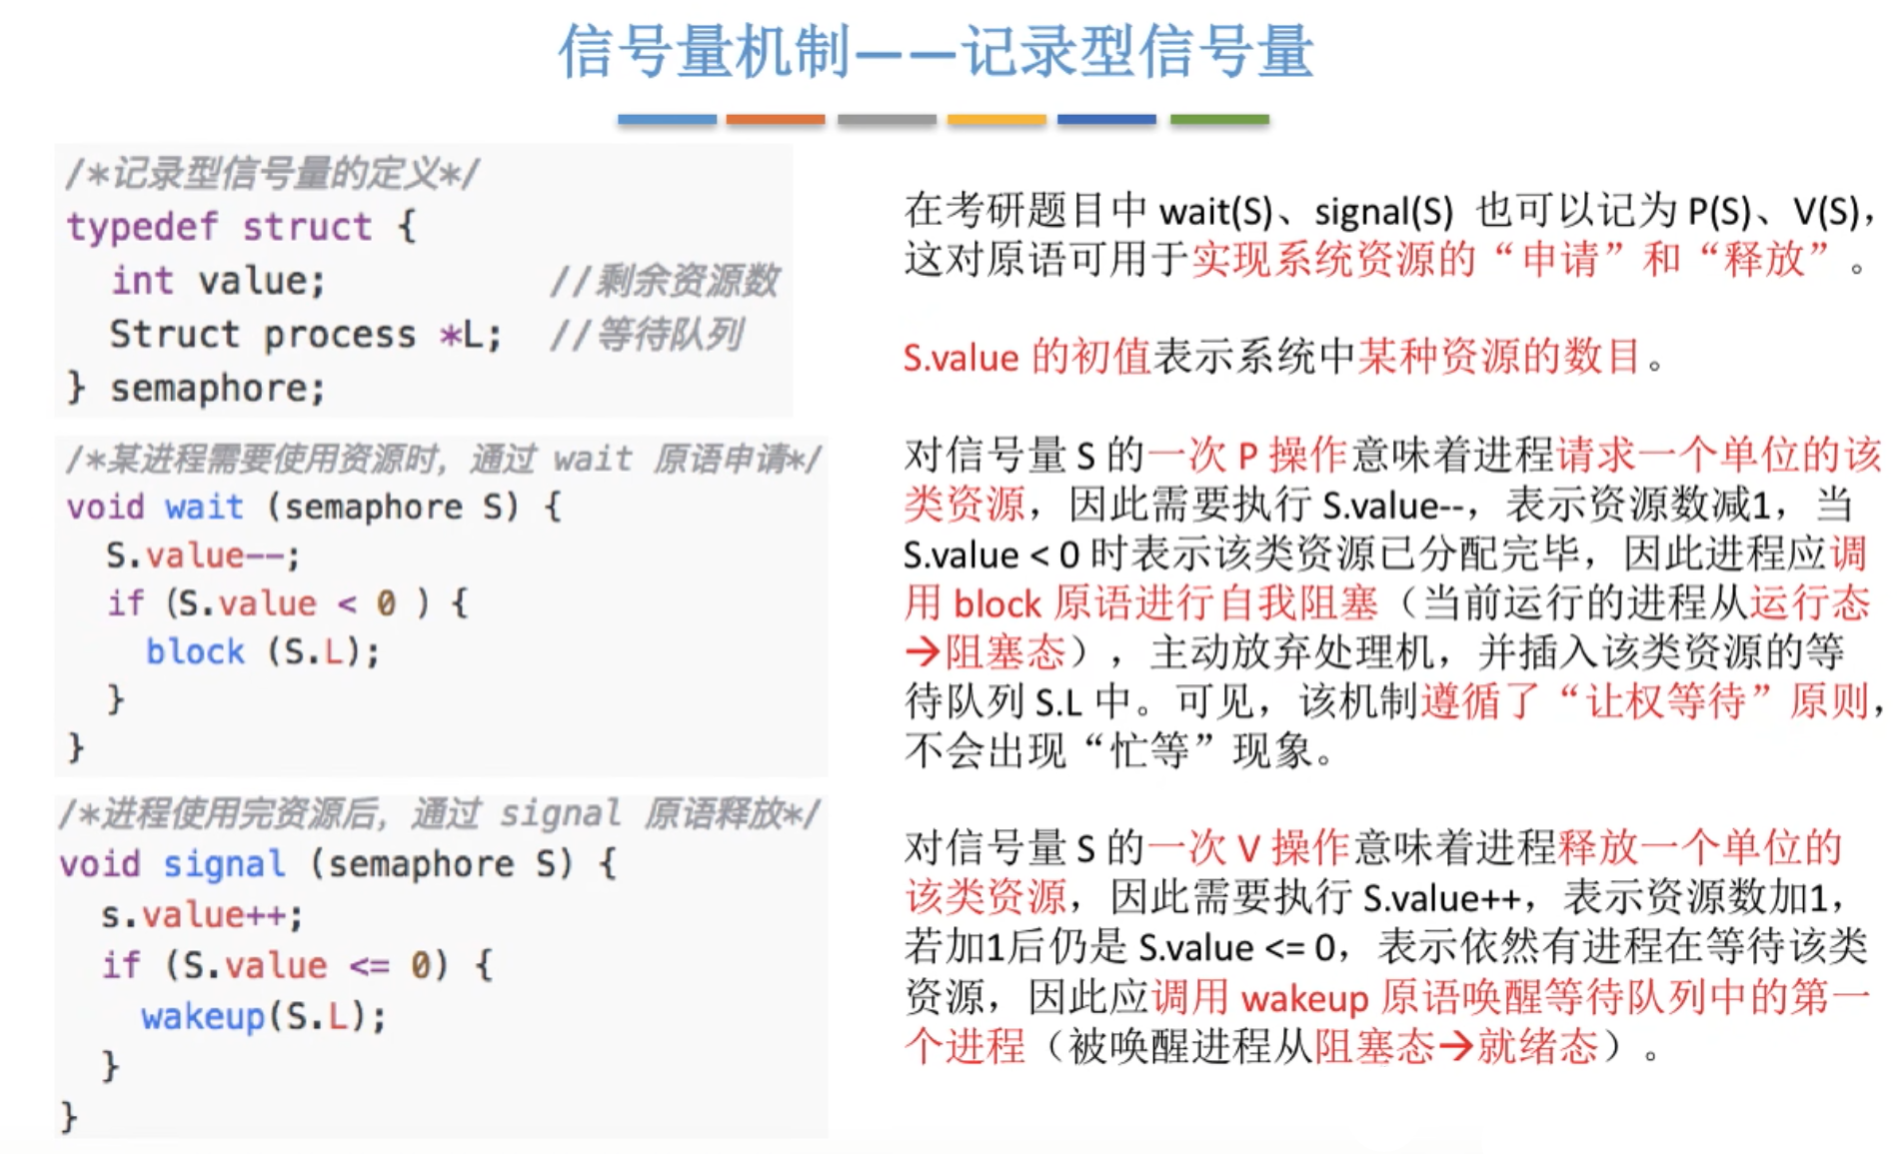 信号量机制——记录型信号量
/*记录型信号量的定义*/
typedef struct {
int value; //剩余资源数
Struct process *L; //等待队列
} semaphore;
/*某进程需要使用资源时，通过 wait 原语申请*/
void wait (semaphore S) {
S.value--;
if (S.value < 0 ) {
block (S.L);
}
}
/*进程使用完资源后，通过 signal 原语释放*/
void signal (semaphore S) {
s.value++;
if (S.value <= 0) {
wakeup(S.L);
}
}
在考研题目中 wait(S)、signal(S) 也可以记为 P(S)、V(S)，
这对原语可用于实现系统资源的“申请”和“释放”。
S.value 的初值表示系统中某种资源的数目。
对信号量 S 的一次 P 操作意味着进程请求一个单位的该
类资源，因此需要执行 S.value--，表示资源数减1，当
S.value < 0 时表示该类资源已分配完毕，因此进程应调
用 block 原语进行自我阻塞（当前运行的进程从运行态
→阻塞态），主动放弃处理机，并插入该类资源的等
待队列 S.L 中。可见，该机制遵循了“让权等待”原则，
不会出现“忙等”现象。
对信号量 S 的一次 V 操作意味着进程释放一个单位的
该类资源，因此需要执行 S.value++，表示资源数加1，
若加1后仍是 S.value <= 0，表示依然有进程在等待该类
资源，因此应调用 wakeup 原语唤醒等待队列中的第一
个进程（被唤醒进程从阻塞态→就绪态）。